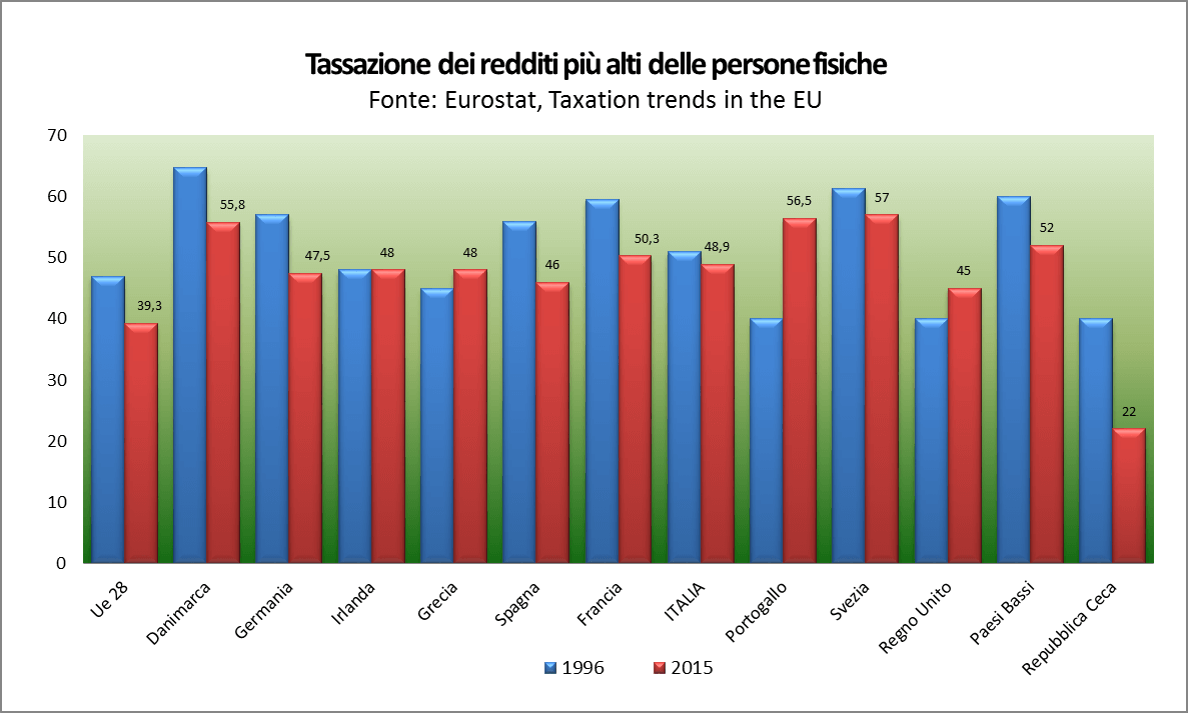 Tassazione dei redditi più alti delle persone fisiche
Fonte: Eurostat, Taxation trends in the EU
70
60
50
40
30
20
10
0
39,3
55,8
47,5
48
48
46
50,3
48,9
56,5
57
45
52
22
Ue 28
Danimarca
Germania
Irlanda
Grecia
Spagna
Francia
ITALIA
Portogallo
Svezia
Regno Unito
Paesi Bassi
Repubblica Ceca
1996
2015